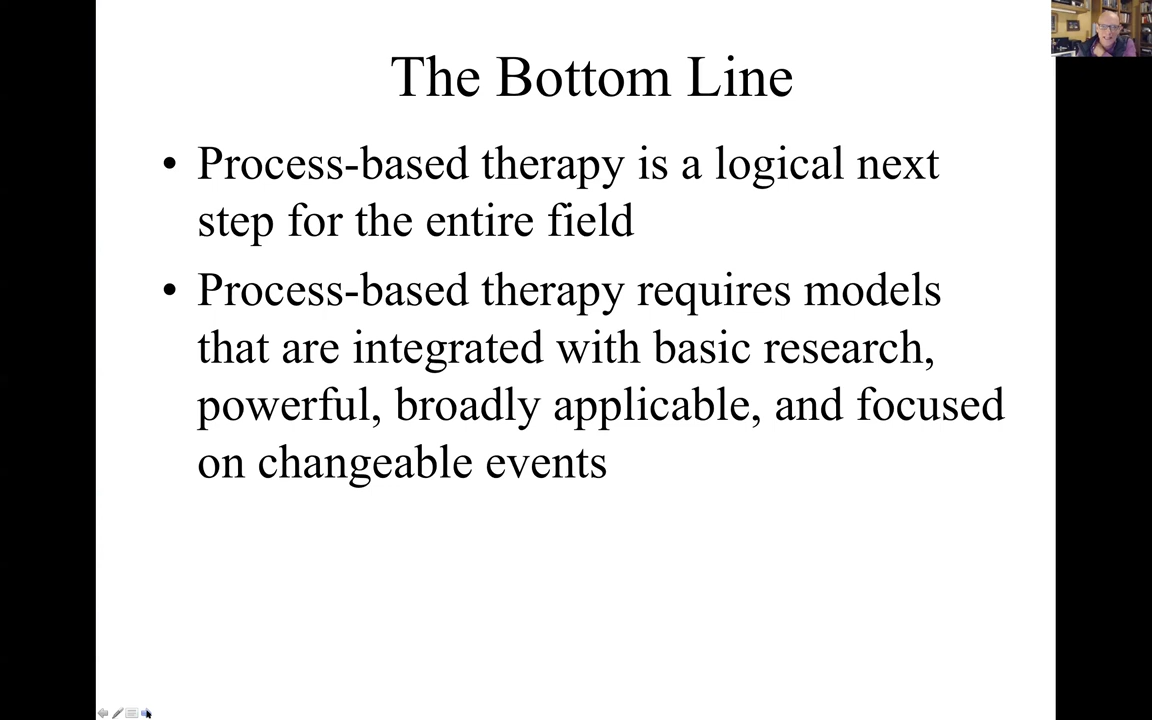 The Bottom Line
• Process-based therapy is a logical next
step for the entire field
• Process-based therapy requires models
that are integrated with basic research,
powerful, broadly applicable, and focused
on changeable events